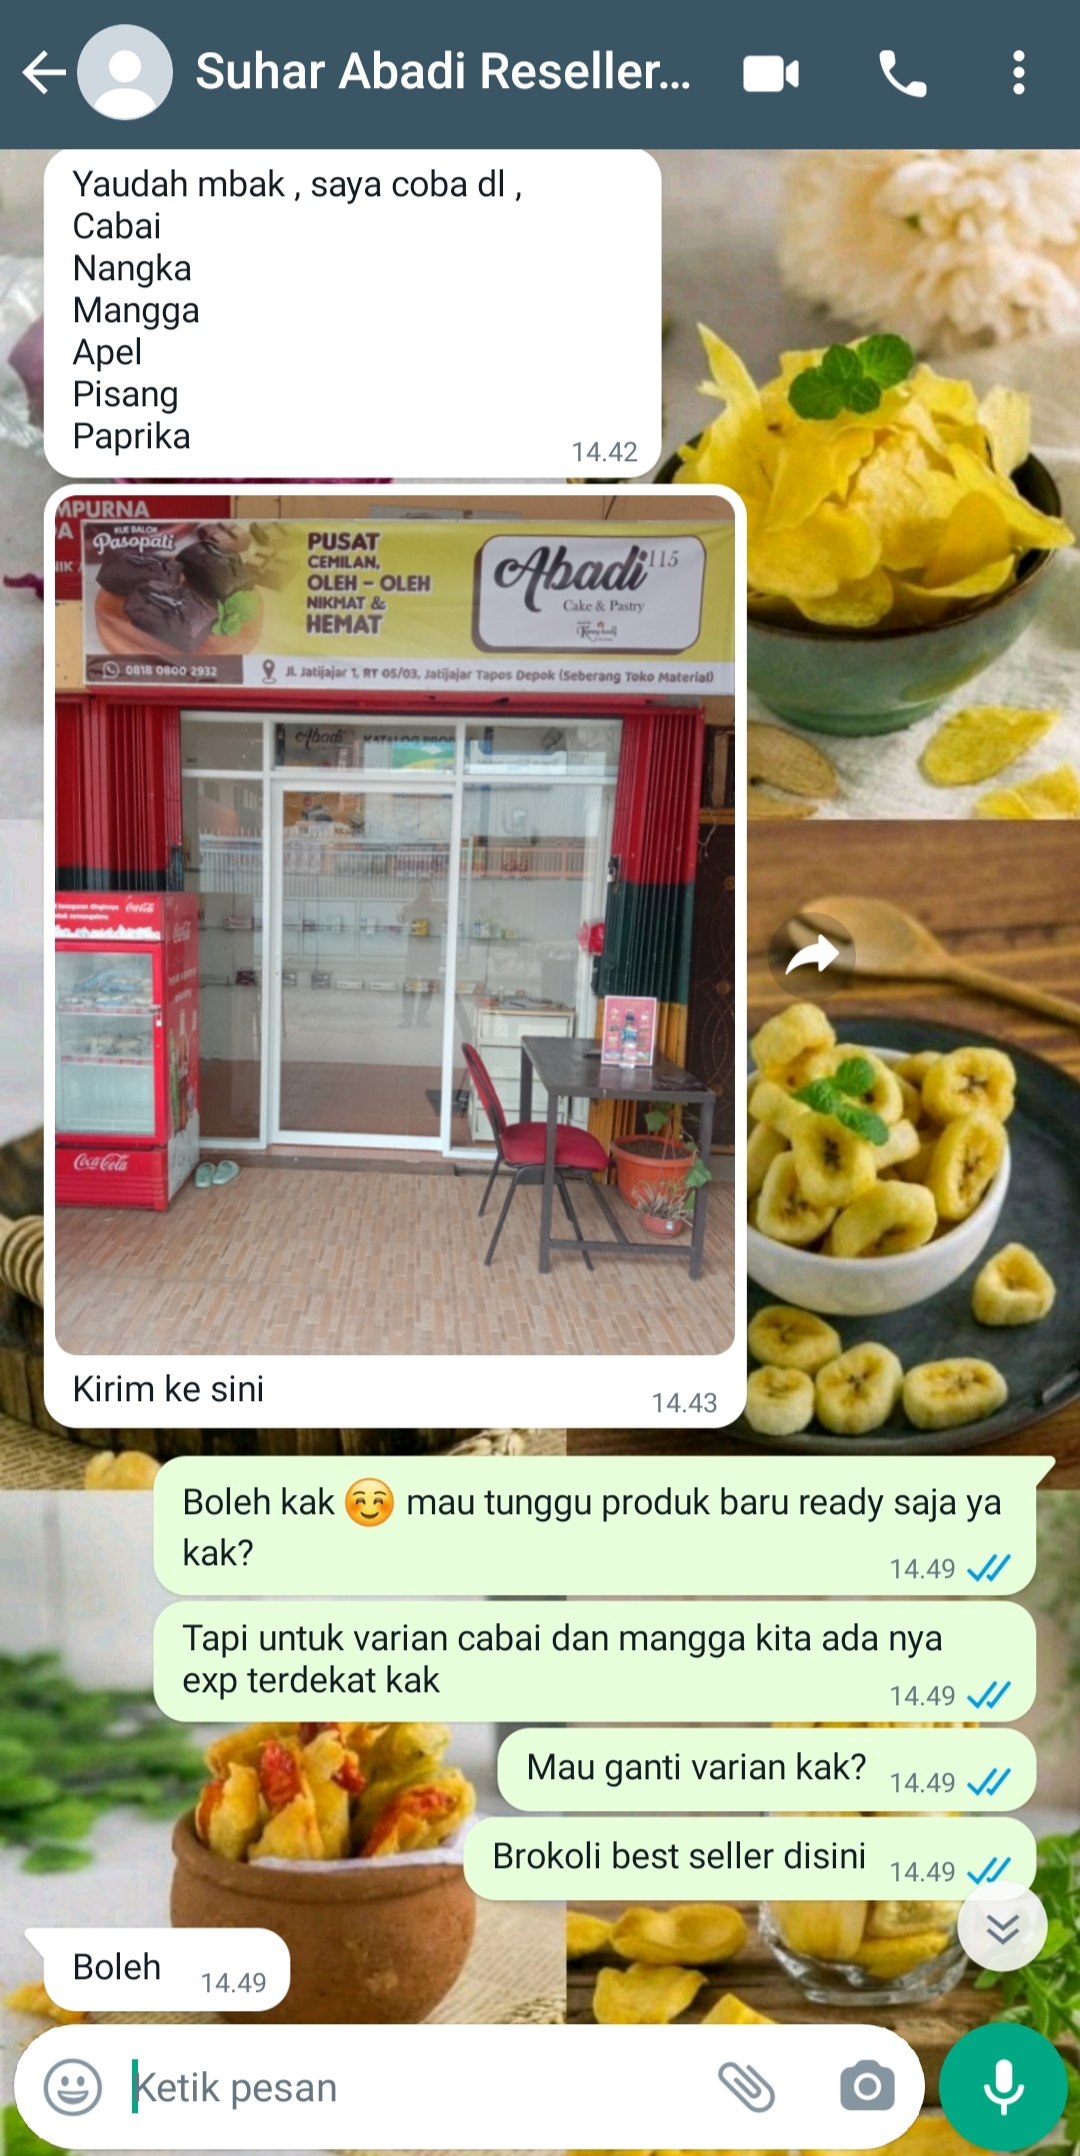 Suhar Abadi Reseller...
Yaudah mbak , saya coba dl ,
Cabai
Nangka
Mangga
Apel
Pisang
Paprika
14.42
MPURNA
A
NIK
KUE BALOK
Pasopati
PUSAT
CEMILAN,
OLEH - OLEH
NIKMAT &
HEMAT
Abadi 115
Cake & Pastry
0818 0800 2932
Jl. Jatijajar 1, RT 05/03, Jatijajar Tapos Depok (Seberang Toko Material)
Abadi
KATALOG
Coca-Cola
Coca-Cola
Kirim ke sini
14.43
Boleh kak 😊 mau tunggu produk baru ready saja ya
kak?
14.49
Tapi untuk varian cabai dan mangga kita ada nya
exp terdekat kak
14.49
Mau ganti varian kak?
14.49
Brokoli best seller disini
14.49
Boleh
14.49
Ketik pesan